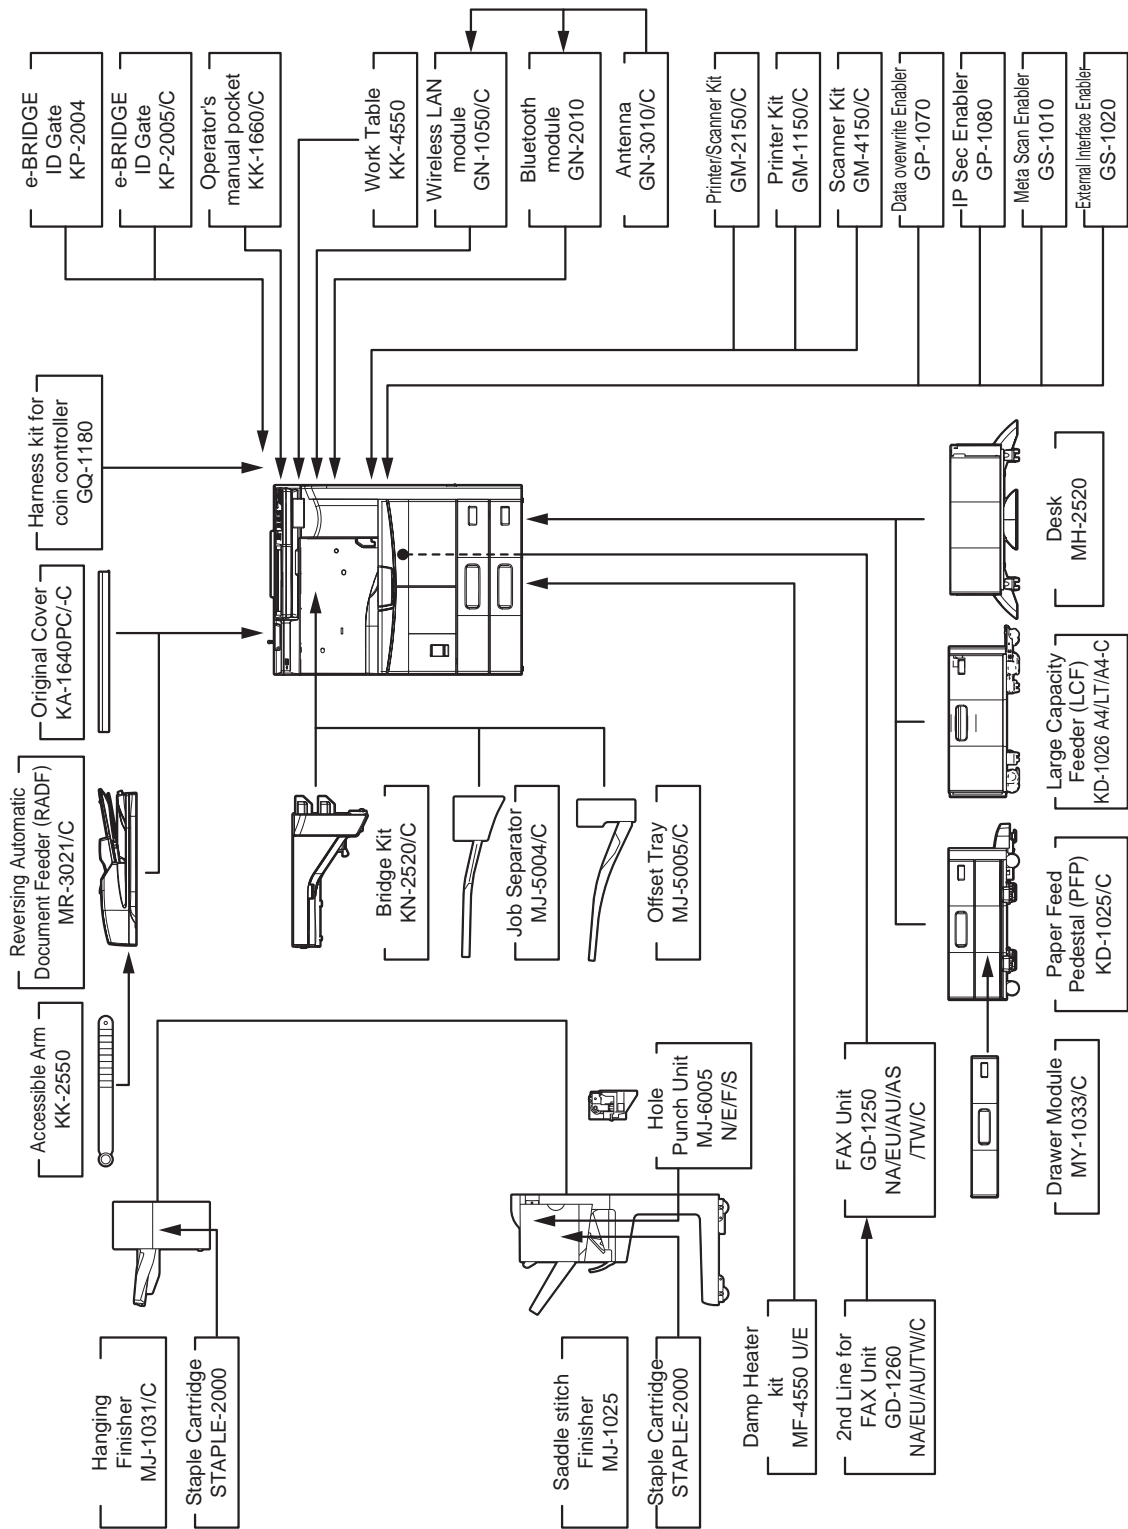 Hanging
Finisher
MJ-1031/C
Staple Cartridge
STAPLE-2000
Accessible Arm
KK-2550
Reversing Automatic
Document Feeder (RADF)
MR-3021/C
Original Cover
KA-1640PC/-C
Harness kit for
coin controller
GQ-1180
e-BRIDGE
ID Gate
KP-2004
e-BRIDGE
ID Gate
KP-2005/C
Operator's
manual pocket
KK-1660/C
Work Table
KK-4550
Wireless LAN
module
GN-1050/C
Bluetooth
module
GN-2010
Antenna
GN-3010/C
Printer/Scanner Kit
GM-2150/C
Printer Kit
GM-1150/C
Scanner Kit
GM-4150/C
Data overwrite Enabler
GP-1070
IP Sec Enabler
GP-1080
Meta Scan Enabler
GS-1010
External Interface Enabler
GS-1020
Bridge Kit
KN-2520/C
Job Separator
MJ-5004/C
Offset Tray
MJ-5005/C
Saddle stitch
Finisher
MJ-1025
Staple Cartridge
STAPLE-2000
Hole
Punch Unit
MJ-6005
N/E/F/S
Damp Heater
kit
MF-4550 U/E
2nd Line for
FAX Unit
GD-1260
NA/EU/AU/TW/C
FAX Unit
GD-1250
NA/EU/AU/AS
/TW/C
Drawer Module
MY-1033/C
Paper Feed
Pedestal (PFP)
KD-1025/C
Large Capacity
Feeder (LCF)
KD-1026 A4/LT/A4-C
Desk
MH-2520